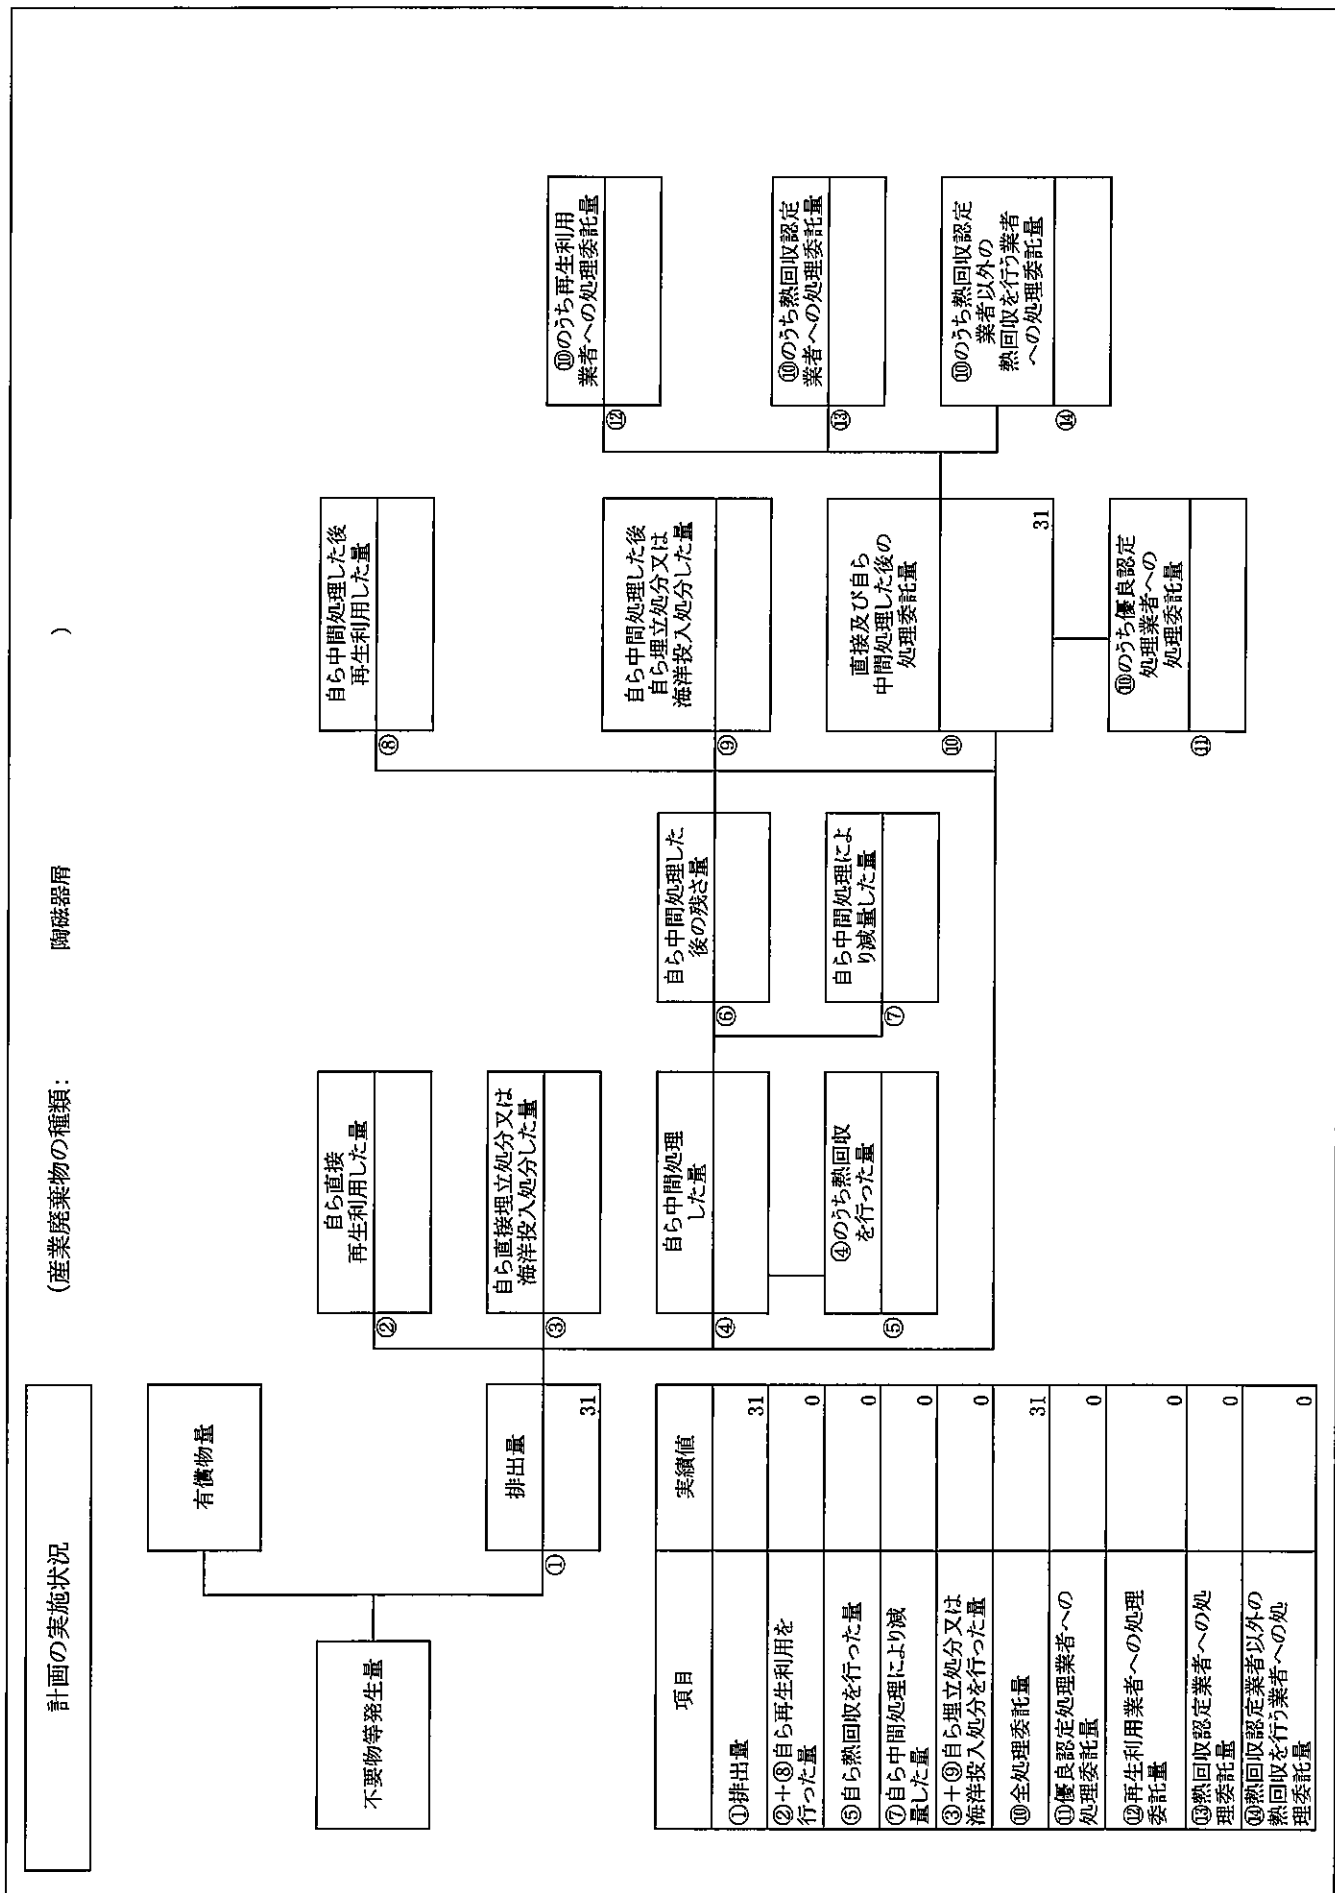 計画の実施状況
(産業廃棄物の種類:
陶磁器屑
)
不要物等発生量
有償物量
①
排出量
31
②
自ら直接
再生利用した量
③
自ら直接埋立処分又は
海洋投入処分した量
④
自ら中間処理
した量
⑤
④のうち熱回収
を行った量
⑥
自ら中間処理した
後の残さ量
⑦
自ら中間処理によ
り減量した量
⑧
自ら中間処理した後
再生利用した量
⑨
自ら中間処理した後
自ら埋立処分又は
海洋投入処分した量
⑩
直接及び自ら
中間処理した後の
処理委託量
31
⑪
⑩のうち優良認定
処理業者への
処理委託量
⑫
⑩のうち再生利用
業者への処理委託量
⑬
⑩のうち熱回収認定
業者への処理委託量
⑭
⑩のうち熱回収認定
業者以外の
熱回収を行う業者
への処理委託量
項目 実績値
①排出量 31
②+⑧自ら再生利用を
行った量 0
⑤自ら熱回収を行った量 0
⑦自ら中間処理により減
量した量 0
③+⑨自ら埋立処分又は
海洋投入処分を行った量 0
⑩全処理委託量 31
⑪優良認定処理業者への
処理委託量 0
⑫再生利用業者への処理
委託量 0
⑬熱回収認定業者への処
理委託量 0
⑭熱回収認定業者以外の
熱回収を行う業者への処
理委託量 0